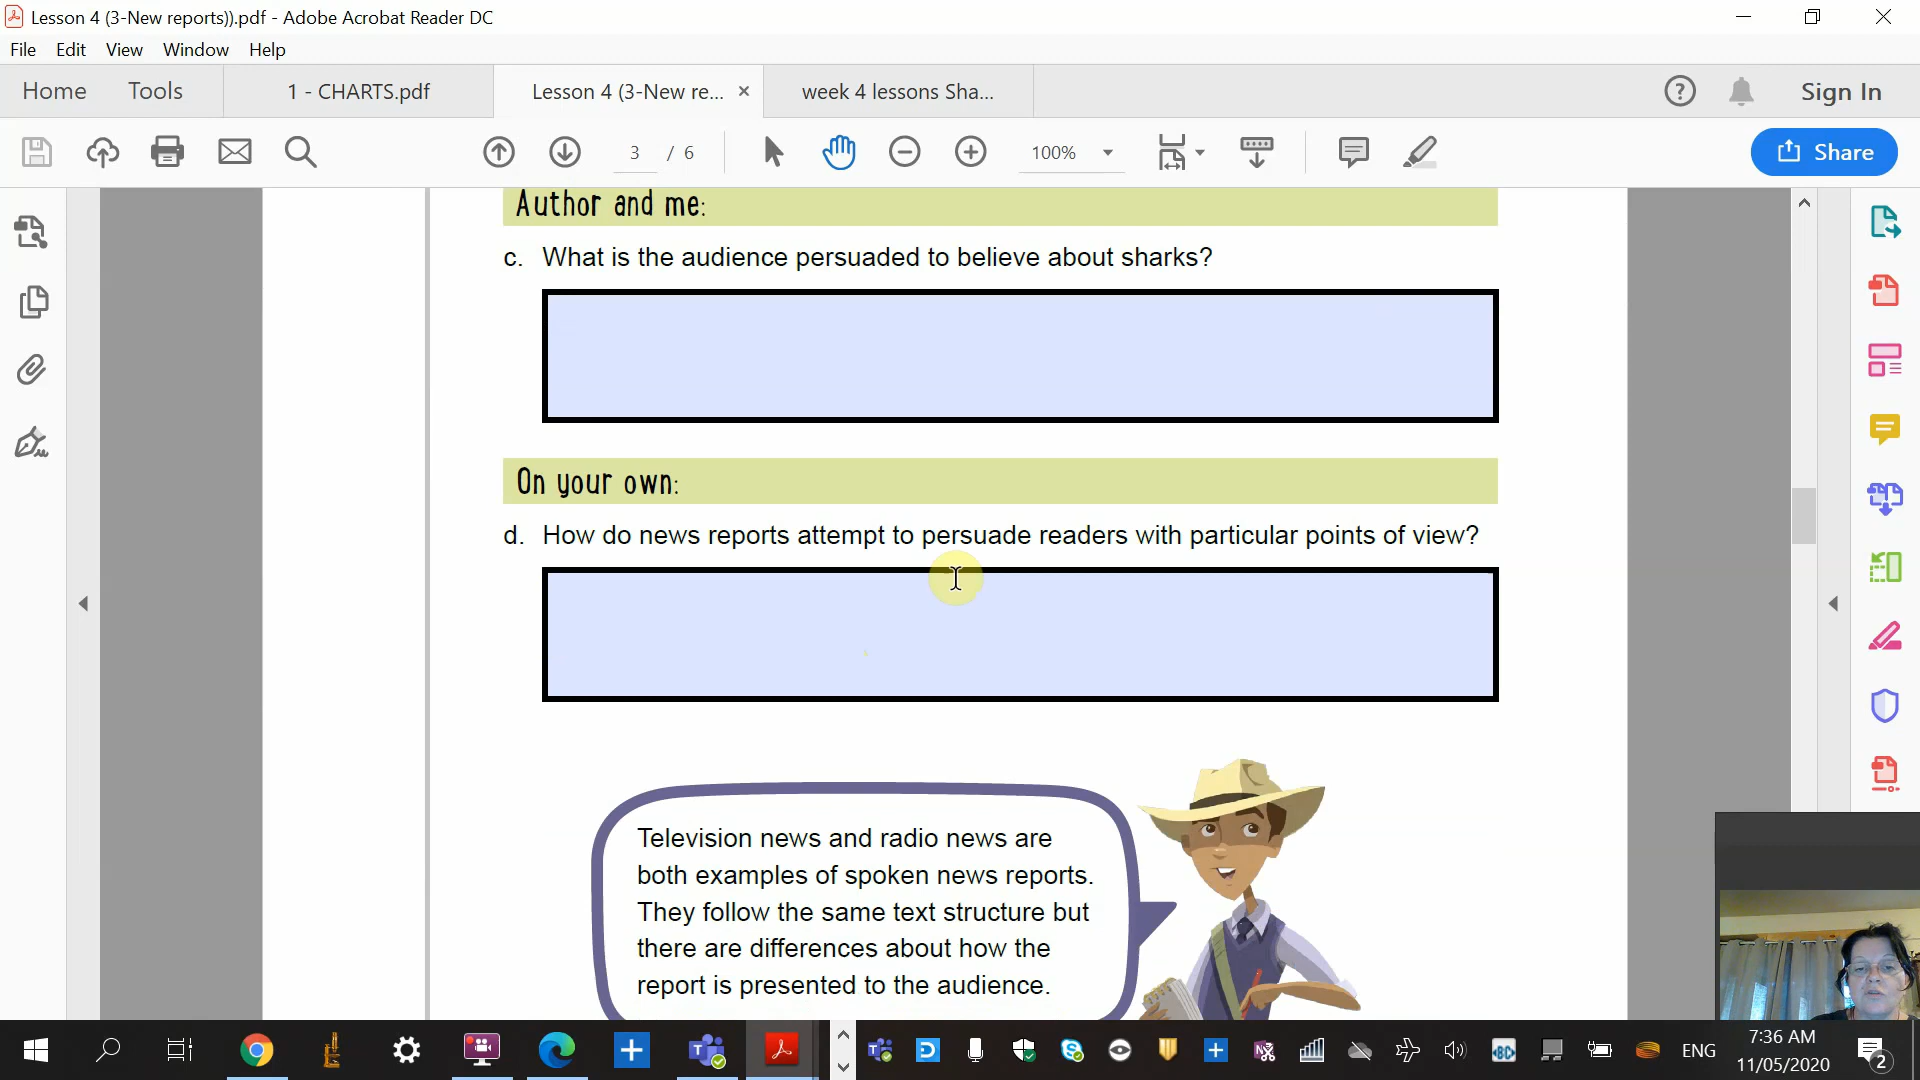 Lesson 4 (3-New reports)).pdf - Adobe Acrobat Reader DC
File Edit View Window Help
Home Tools 1 - CHARTS.pdf Lesson 4 (3-New re... × week 4 lessons Sha... Sign In
3 / 6 100% Share
Author and me:
c. What is the audience persuaded to believe about sharks?
On your own:
d. How do news reports attempt to persuade readers with particular points of view?
Television news and radio news are
both examples of spoken news reports.
They follow the same text structure but
there are differences about how the
report is presented to the audience.
ENG
7:36 AM
11/05/2020
2